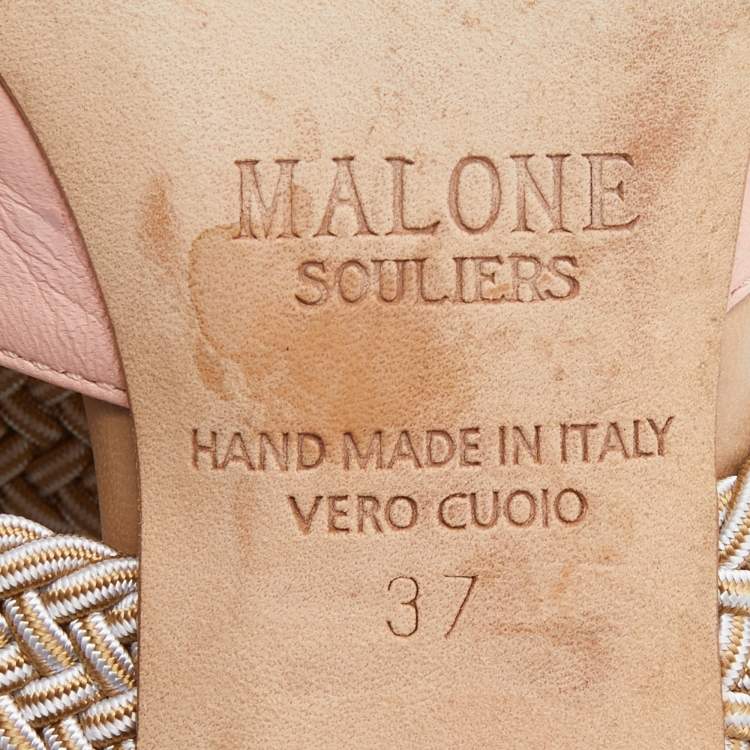 MALONE
SOULIERS
HAND MADE IN ITALY
VERO CUOIO
37